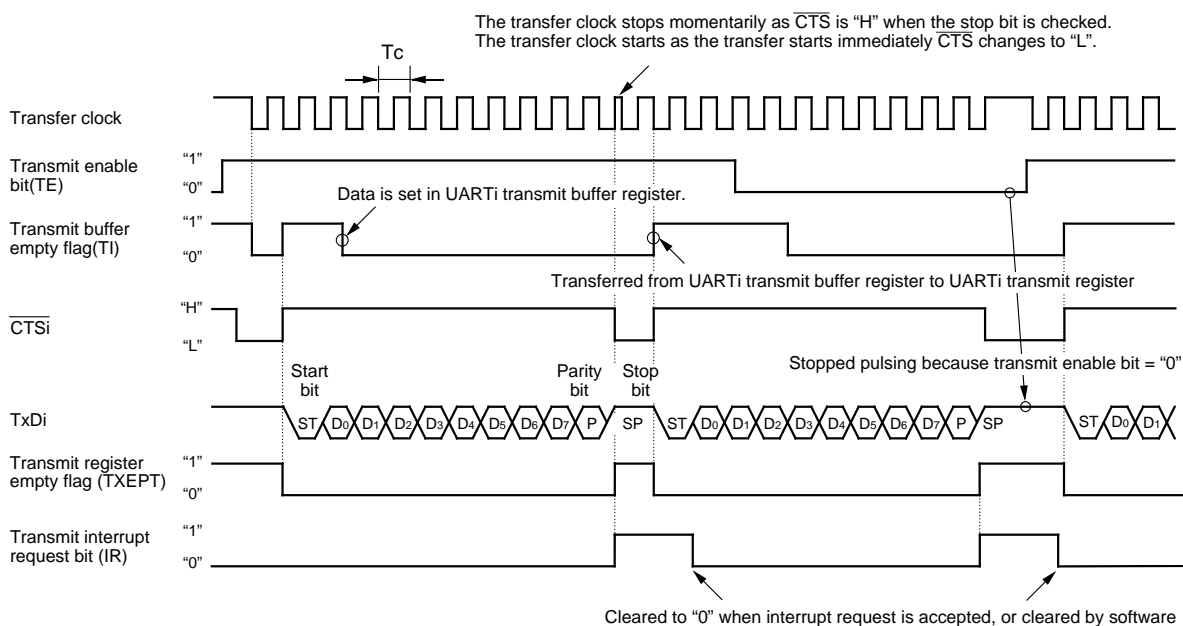 The transfer clock stops momentarily as CTS is “H” when the stop bit is checked.
The transfer clock starts as the transfer starts immediately CTS changes to “L”.
Tc
Transfer clock
Transmit enable
bit(TE)
“1”
“0”
Data is set in UARTi transmit buffer register.
Transmit buffer
empty flag(TI)
“1”
“0”
Transferred from UARTi transmit buffer register to UARTi transmit register
CTSi
“H”
“L”
Stopped pulsing because transmit enable bit = “0”
Start
bit
Parity
bit
Stop
bit
TxDi
ST D0 D1 D2 D3 D4 D5 D6 D7 P SP ST D0 D1 D2 D3 D4 D5 D6 D7 P SP ST D0 D1
Transmit register
empty flag (TXEPT)
“1”
“0”
Transmit interrupt
request bit (IR)
“1”
“0”
Cleared to “0” when interrupt request is accepted, or cleared by software